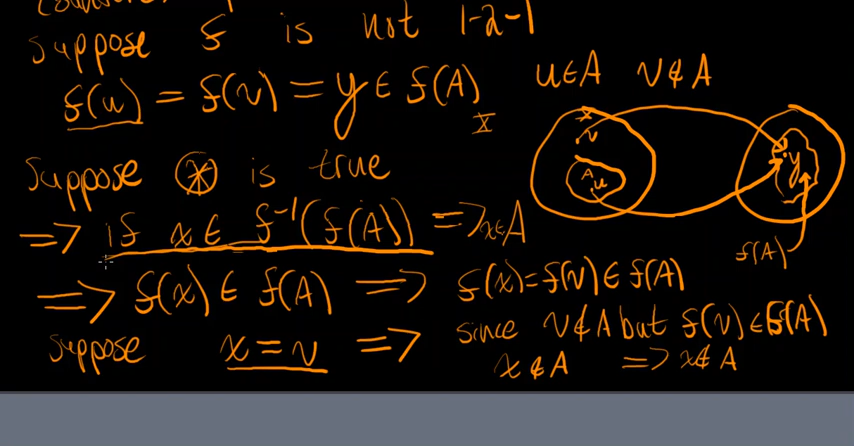 suppose f is not 1-2-1
f(u) = f(v) = y ∈ f(A)
u ∈ A v ∉ A
X
x
v
A u
y
f(A)
Suppose ⊛ is true
=> if x ∈ f⁻¹(f(A)) => x ∈ A
=> f(x) ∈ f(A) => f(x) = f(v) ∈ f(A)
suppose x = v => since v ∉ A but f(v) ∈ f(A)
x ∉ A => x ∉ A